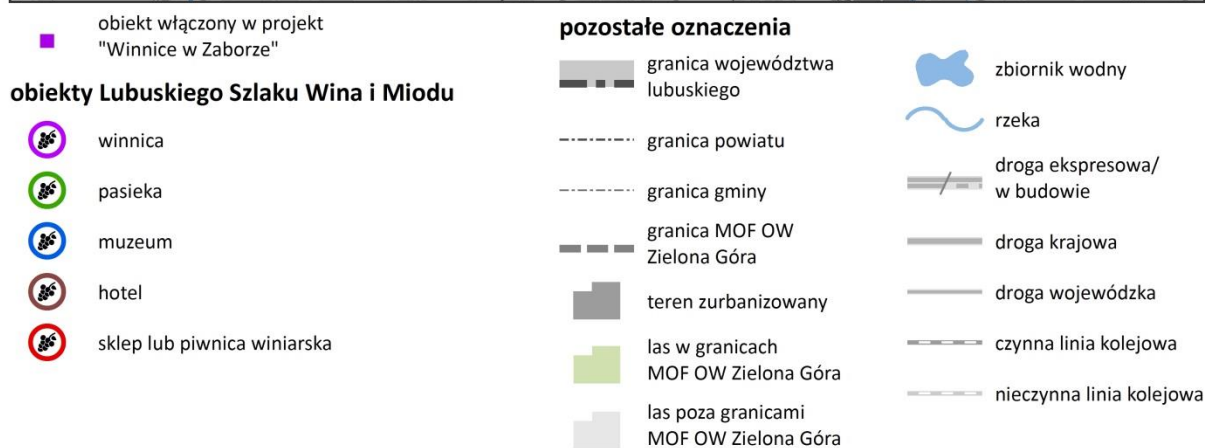 obiekt włączony w projekt
"Winnice w Zaborze"
obiekty Lubuskiego Szlaku Wina i Miodu
winnica
pasieka
muzeum
hotel
sklep lub piwnica winiarska
pozostałe oznaczenia
granica województwa
lubuskiego
granica powiatu
granica gminy
granica MOF OW
Zielona Góra
teren zurbanizowany
las w granicach
MOF OW Zielona Góra
las poza granicami
MOF OW Zielona Góra
zbiornik wodny
rzeka
droga ekspresowa/
w budowie
droga krajowa
droga wojewódzka
czynna linia kolejowa
nieczynna linia kolejowa